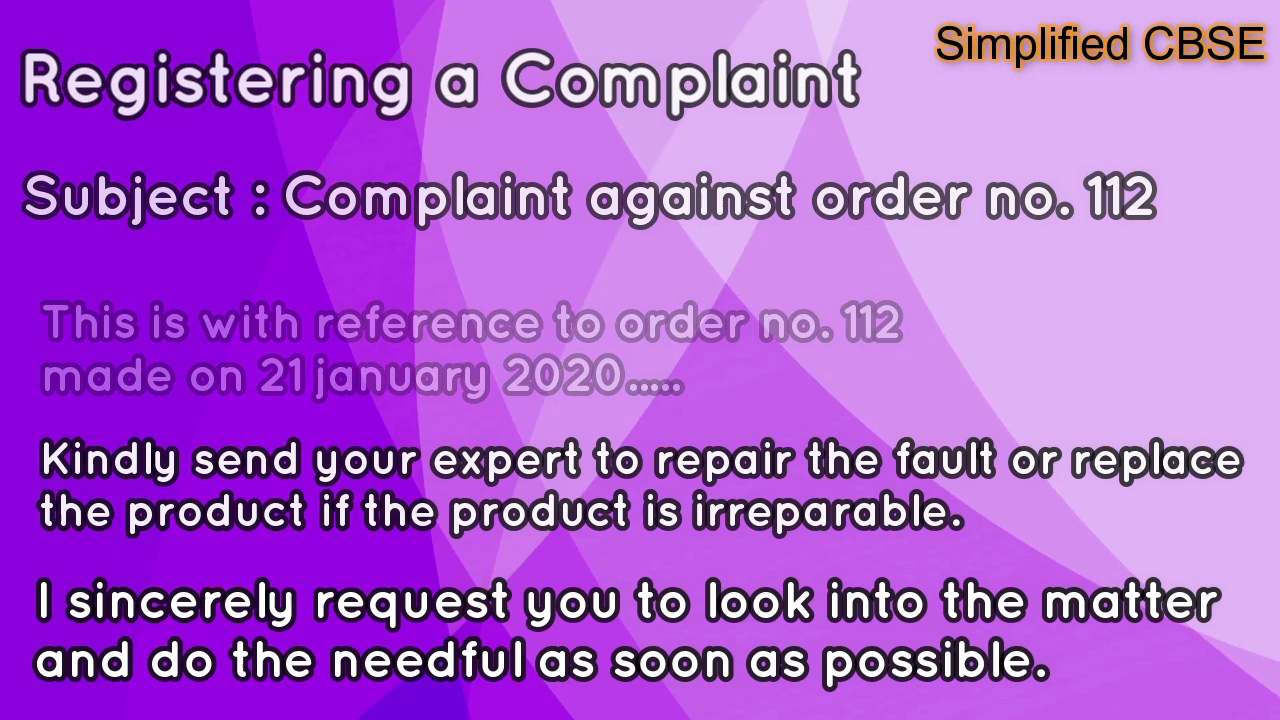 Simplified CBSE
Registering a Complaint
Subject : Complaint against order no. 112
This is with reference to order no. 112
made on 21 january 2020.....
Kindly send your expert to repair the fault or replace
the product if the product is irreparable.
I sincerely request you to look into the matter
and do the needful as soon as possible.